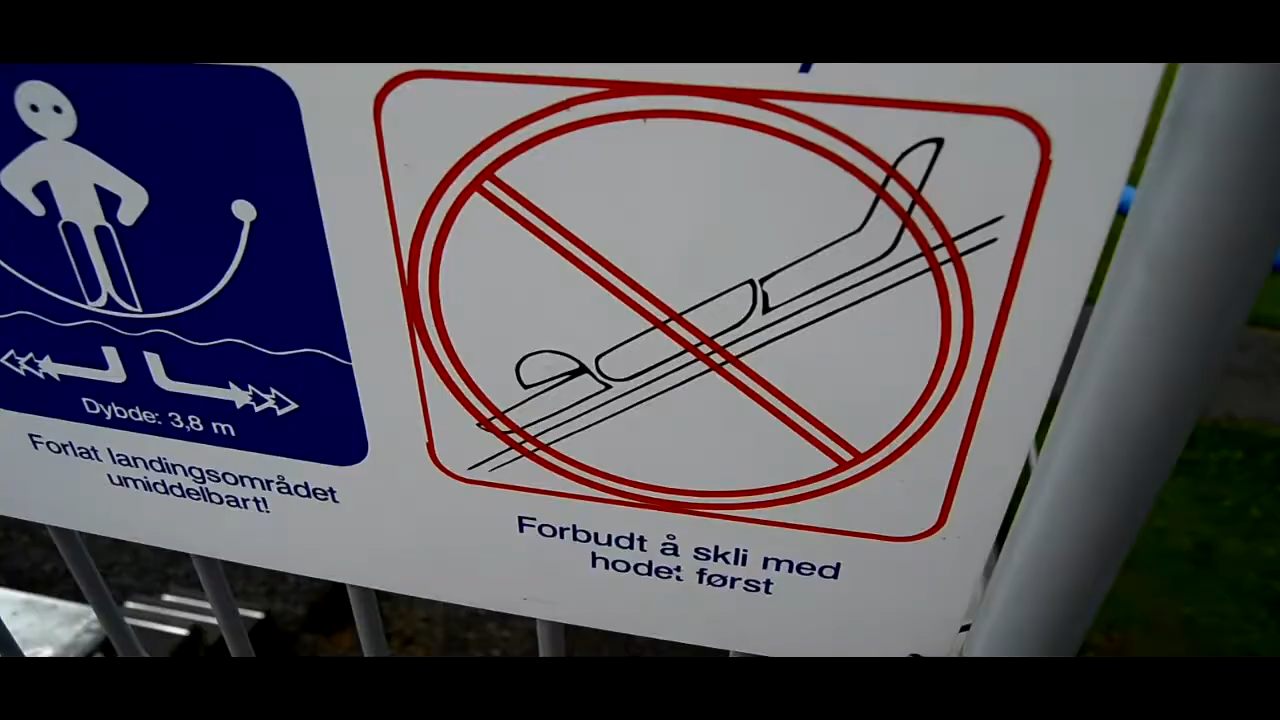 Dybde: 3,8 m
Forlat landingsområdet
umiddelbart!
Forbudt å skli med
hodet først